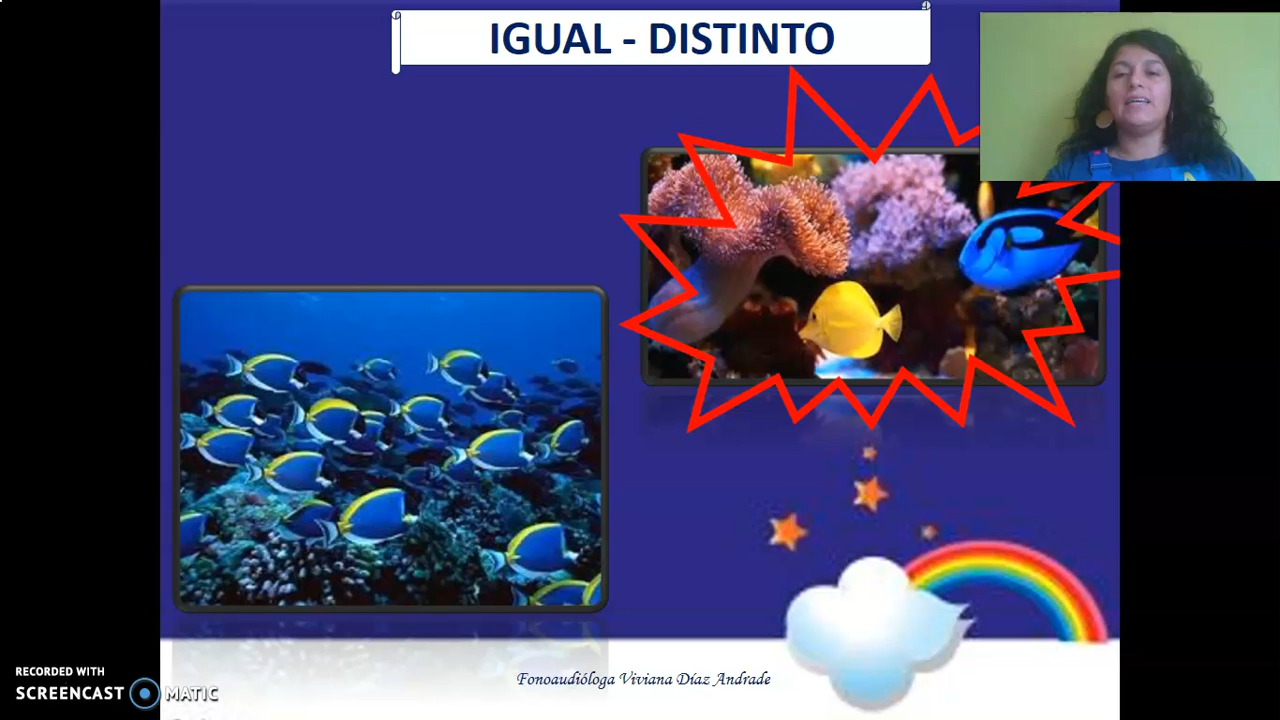 IGUAL - DISTINTO
Fonoaudióloga Viviana Díaz Andrade
RECORDED WITH
SCREENCAST MATIC